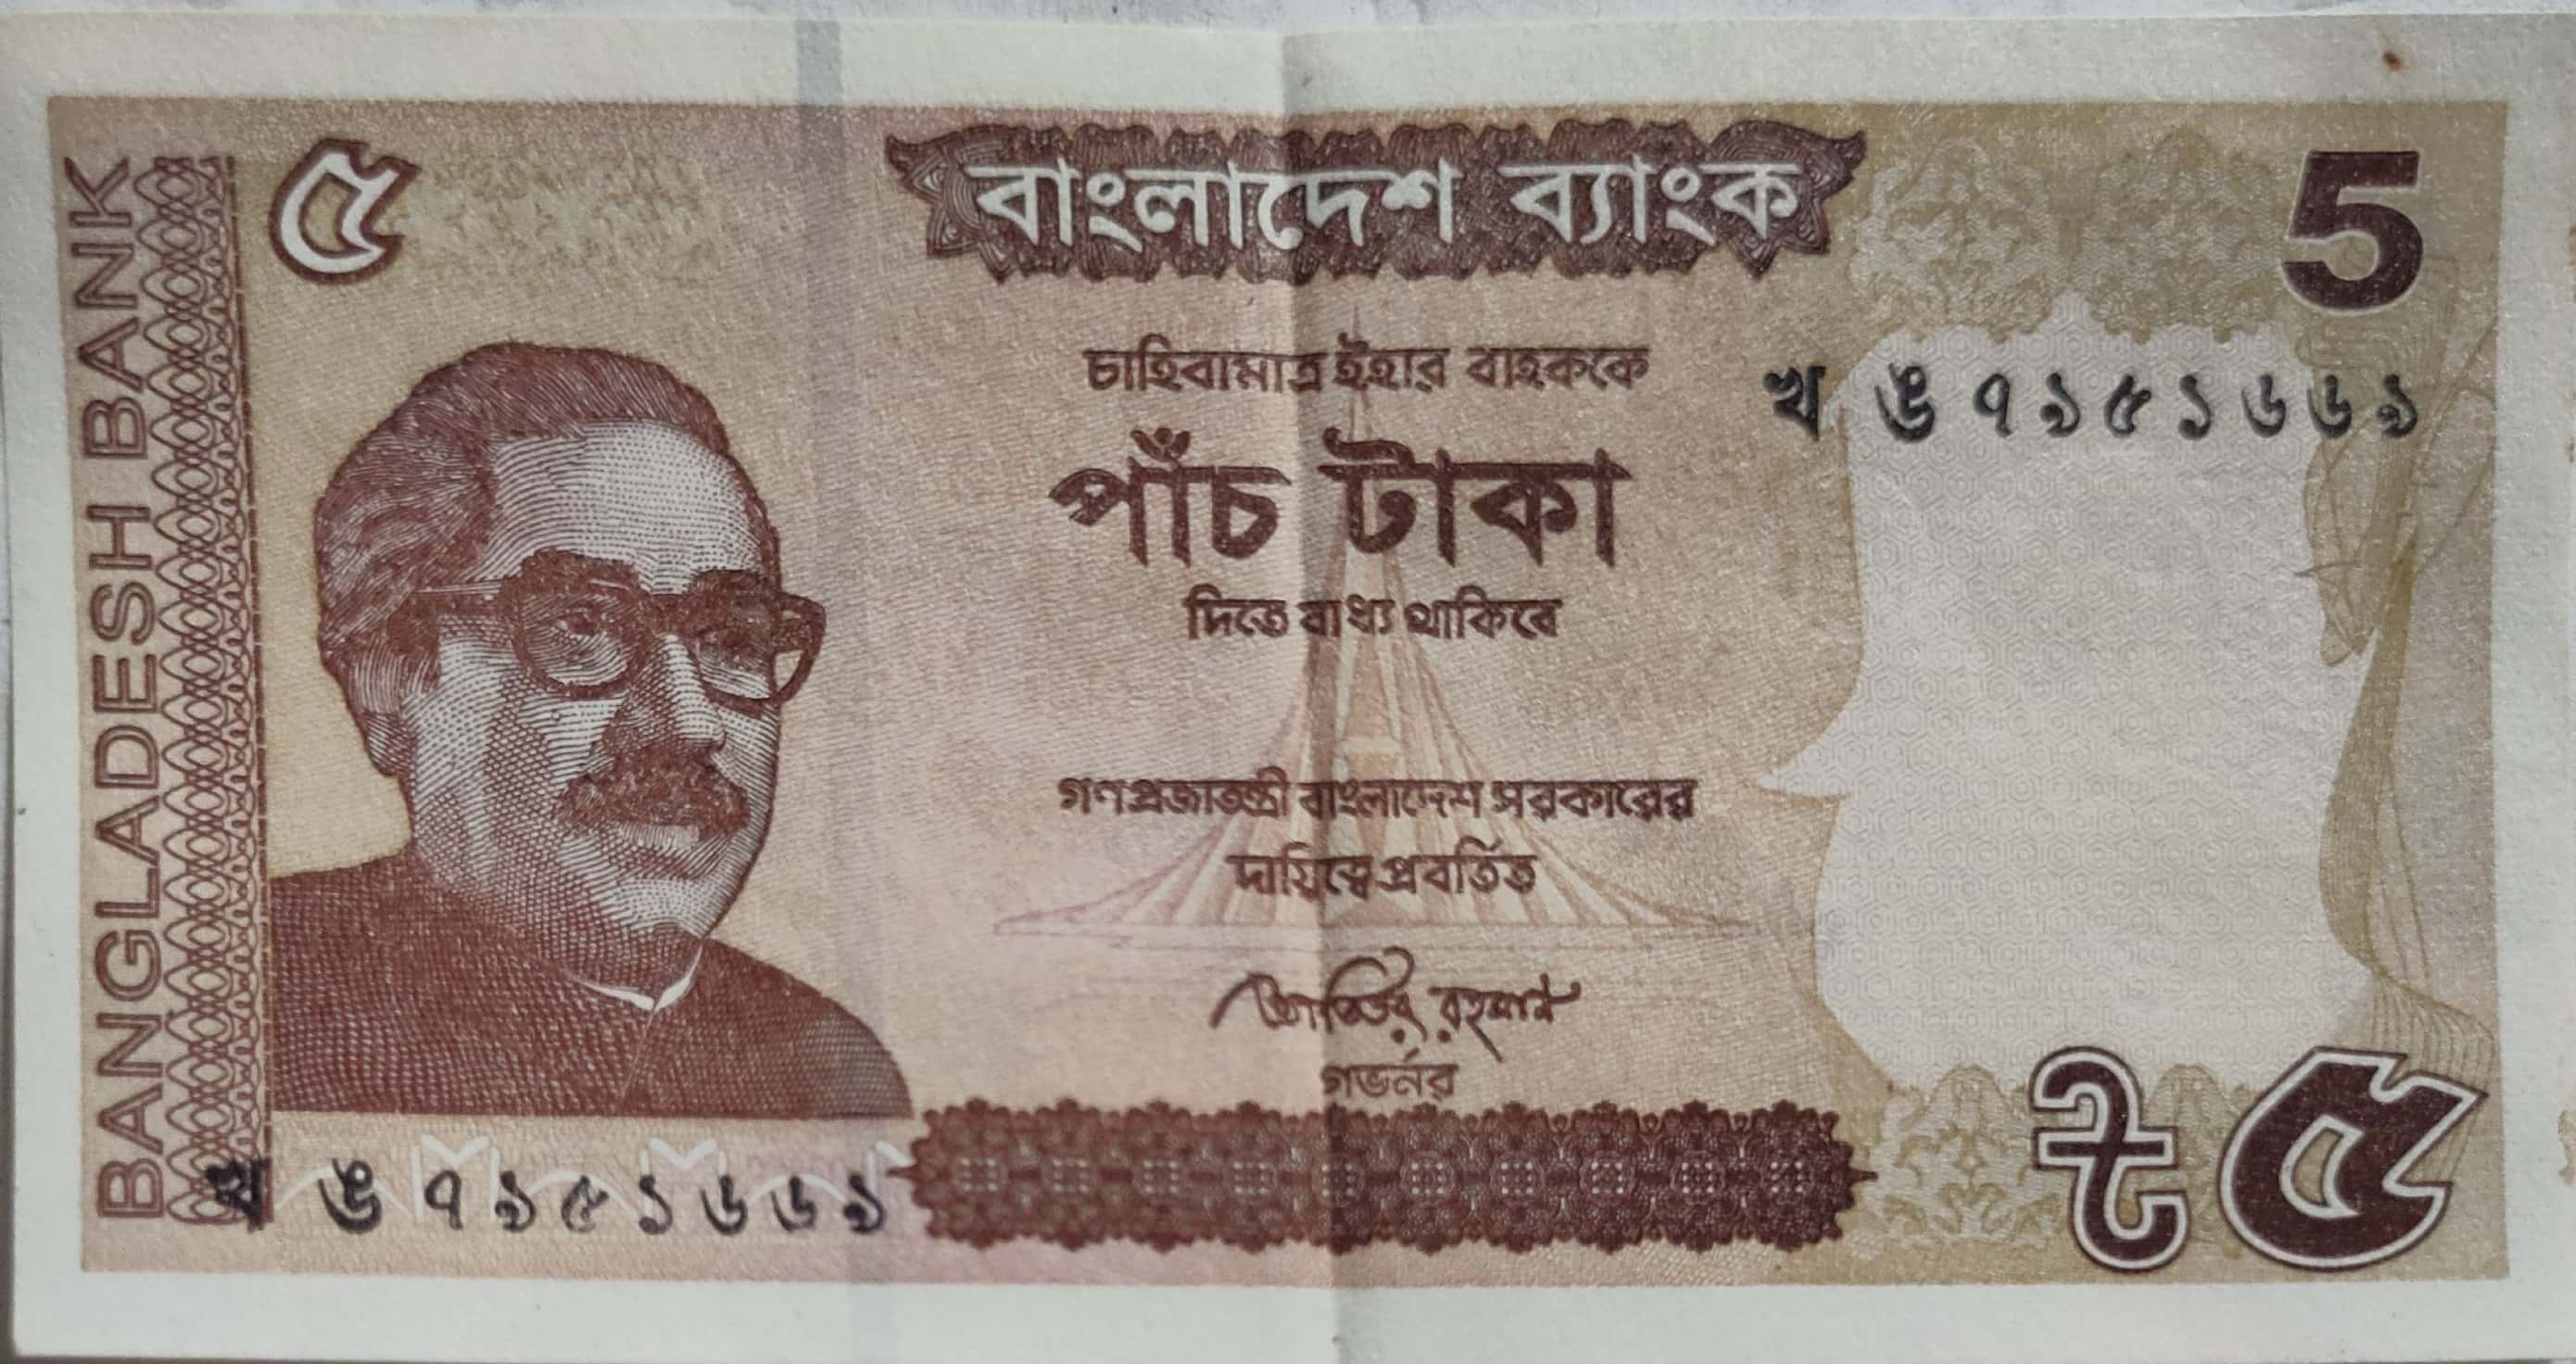 BANGLADESH BANK
৫
বাংলাদেশ ব্যাংক
5
চাহিবামাত্র ইহার বাহককে
খ ঙ ৭৯৫১৬৬৯
পাঁচ টাকা
দিতে বাধ্য থাকিবে
গণপ্রজাতন্ত্রী বাংলাদেশ সরকারের
দায়িত্বে প্রবর্তিত
আতিউর রহমান
গভর্নর
খ ঙ ৭৯৫১৬৬৯
৳ ৫